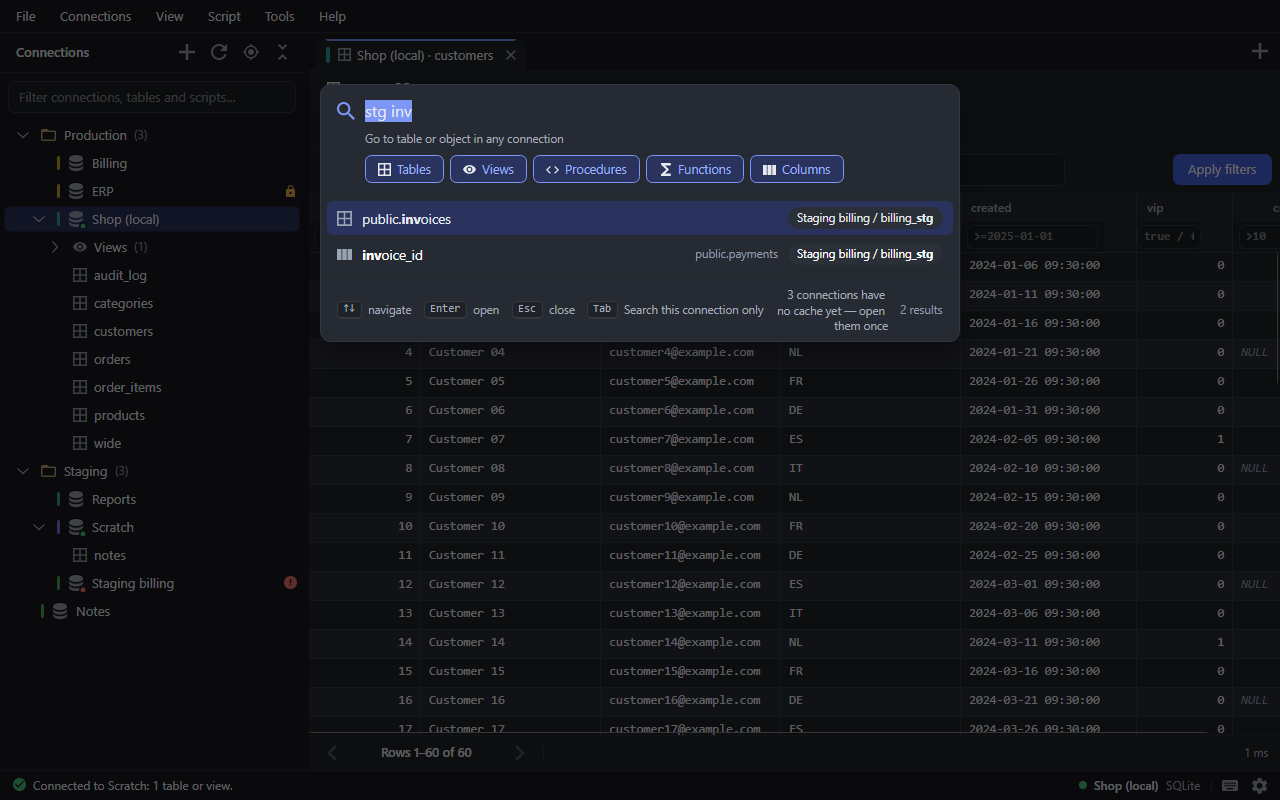 File Connections View Script Tools Help
Connections
Shop (local) · customers
Filter connections, tables and scripts...
Production (3)
Billing
ERP
Shop (local)
Views (1)
audit_log
categories
customers
orders
order_items
products
wide
Staging (3)
Reports
Scratch
notes
Staging billing
Notes
stg inv
Go to table or object in any connection
Tables Views Procedures Functions Columns
Apply filters
public.invoices Staging billing / billing_stg
invoice_id public.payments Staging billing / billing_stg
↑↓ navigate Enter open Esc close Tab Search this connection only
3 connections have
no cache yet — open
them once
2 results
created vip
>=2025-01-01 >10
2024-01-06 09:30:00 0
2024-01-11 09:30:00 0
2024-01-16 09:30:00 0
4 Customer 04 customer4@example.com NL 2024-01-21 09:30:00 0 NULL
5 Customer 05 customer5@example.com FR 2024-01-26 09:30:00 0
6 Customer 06 customer6@example.com DE 2024-01-31 09:30:00 0
7 Customer 07 customer7@example.com ES 2024-02-05 09:30:00 1
8 Customer 08 customer8@example.com IT 2024-02-10 09:30:00 0 NULL
9 Customer 09 customer9@example.com NL 2024-02-15 09:30:00 0
10 Customer 10 customer10@example.com FR 2024-02-20 09:30:00 0
11 Customer 11 customer11@example.com DE 2024-02-25 09:30:00 0
12 Customer 12 customer12@example.com ES 2024-03-01 09:30:00 0 NULL
13 Customer 13 customer13@example.com IT 2024-03-06 09:30:00 0
14 Customer 14 customer14@example.com NL 2024-03-11 09:30:00 1
15 Customer 15 customer15@example.com FR 2024-03-16 09:30:00 0
16 Customer 16 customer16@example.com DE 2024-03-21 09:30:00 0 NULL
17 Customer 17 customer17@example.com ES 2024-03-26 09:30:00 0
Rows 1–60 of 60 1 ms
Connected to Scratch: 1 table or view. Shop (local) SQLite